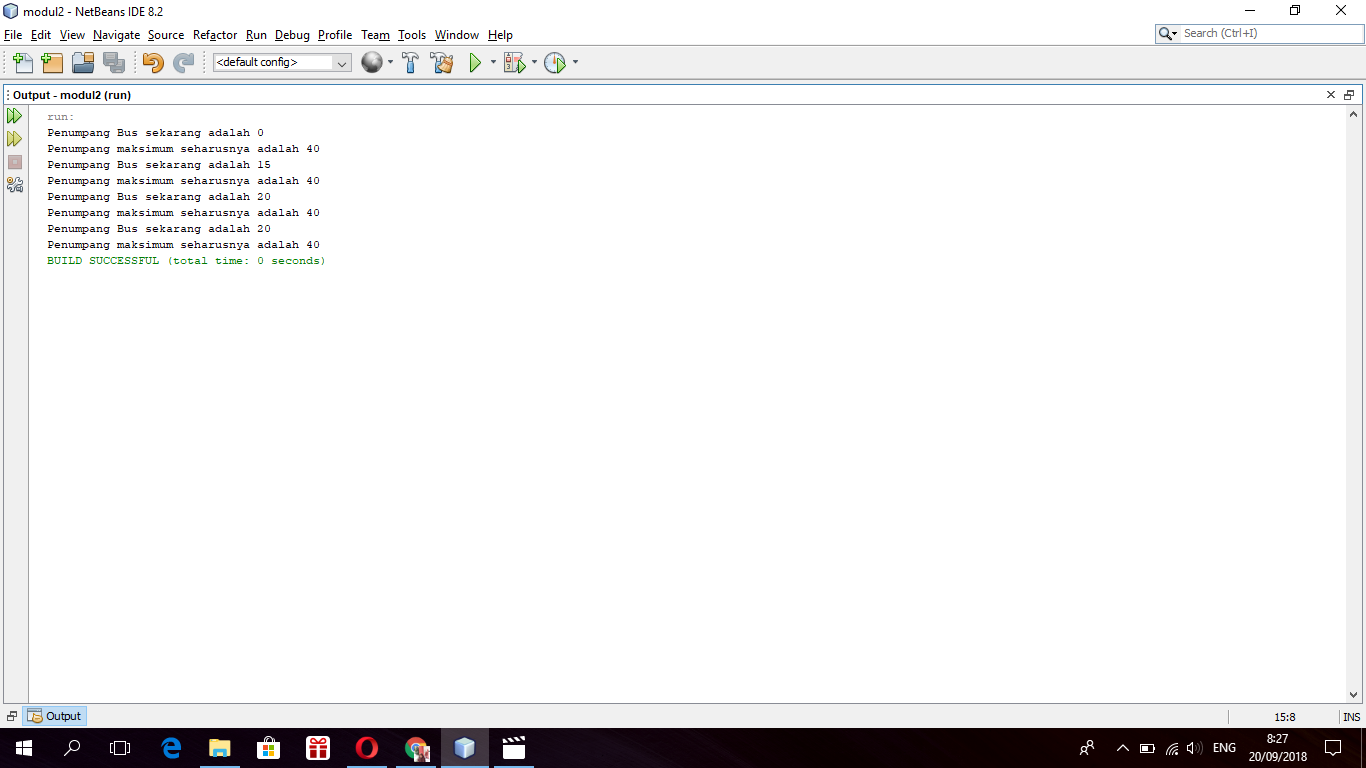 modul2 - NetBeans IDE 8.2
File Edit View Navigate Source Refactor Run Debug Profile Team Tools Window Help
Search (Ctrl+I)
<default config>
Output - modul2 (run)
run:
Penumpang Bus sekarang adalah 0
Penumpang maksimum seharusnya adalah 40
Penumpang Bus sekarang adalah 15
Penumpang maksimum seharusnya adalah 40
Penumpang Bus sekarang adalah 20
Penumpang maksimum seharusnya adalah 40
Penumpang Bus sekarang adalah 20
Penumpang maksimum seharusnya adalah 40
BUILD SUCCESSFUL (total time: 0 seconds)
Output
15:8
INS
ENG
8:27
20/09/2018